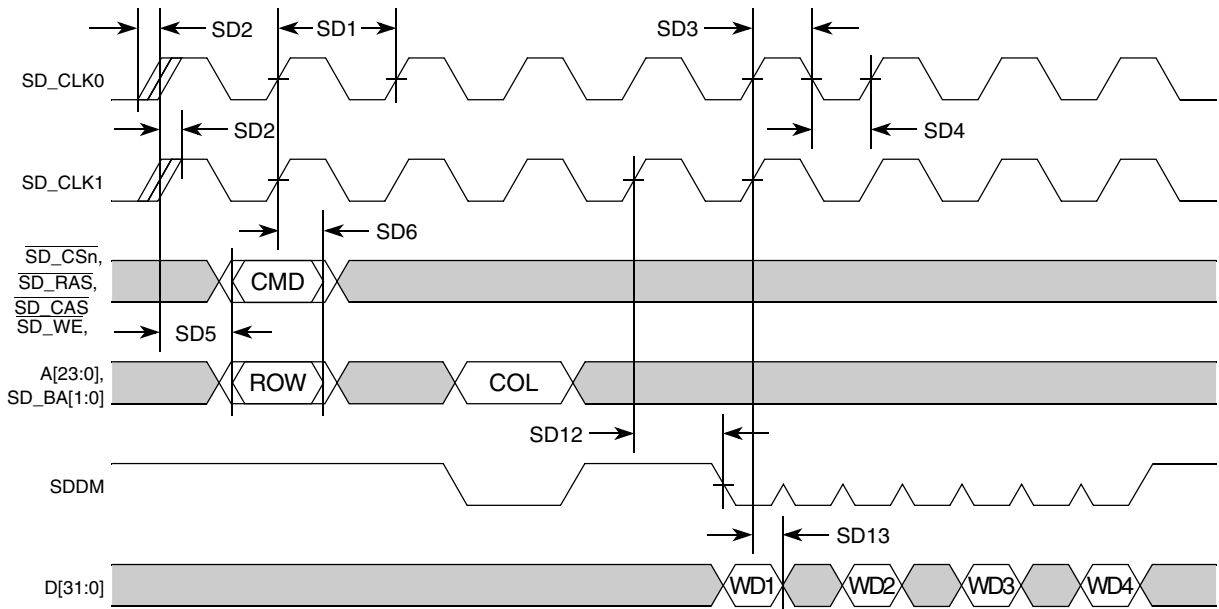 SD2
SD1
SD3
SD_CLK0
SD2
SD4
SD_CLK1
SD6
SD_CSn,
SD_RAS,
SD_CAS
SD_WE,
CMD
SD5
A[23:0],
SD_BA[1:0]
ROW
COL
SD12
SDDM
SD13
D[31:0]
WD1
WD2
WD3
WD4